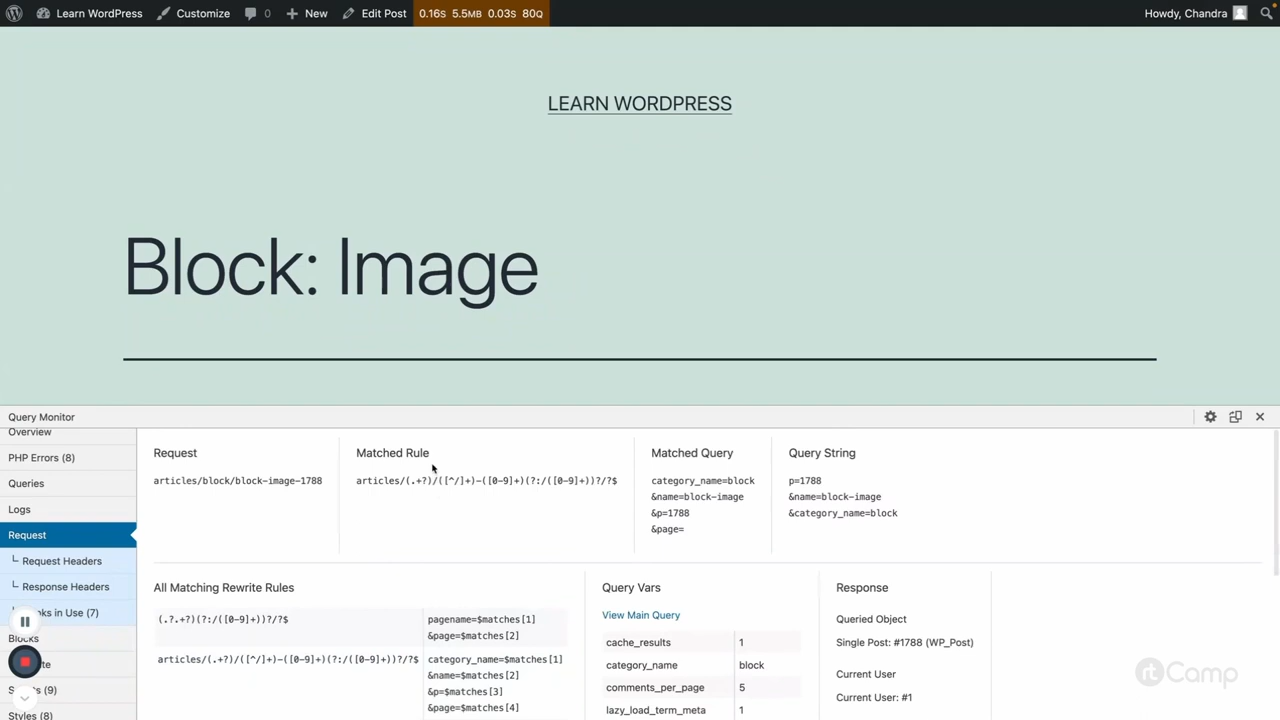 Learn WordPress
Customize
0
New
Edit Post
0.16S 5.5MB 0.03S 80Q
Howdy, Chandra
LEARN WORDPRESS
Block: Image
Query Monitor
Overview
PHP Errors (8)
Queries
Logs
Request
Request Headers
Response Headers
in Use (7)
Blocks
Styles (8)
Request
articles/block/block-image-1788
Matched Rule
articles/(.+?)/([^/]+)-([0-9]+)(?:/([0-9]+))?/?$
Matched Query
category_name=block
&name=block-image
&p=1788
&page=
Query String
p=1788
&name=block-image
&category_name=block
All Matching Rewrite Rules
(.?.+?)(?:/([0-9]+))?/?$
pagename=$matches[1]
&page=$matches[2]
articles/(.+?)/([^/]+)-([0-9]+)(?:/([0-9]+))?/?$
category_name=$matches[1]
&name=$matches[2]
&p=$matches[3]
&page=$matches[4]
Query Vars
View Main Query
cache_results 1
category_name block
comments_per_page 5
lazy_load_term_meta 1
Response
Queried Object
Single Post: #1788 (WP_Post)
Current User
Current User: #1
rtCamp